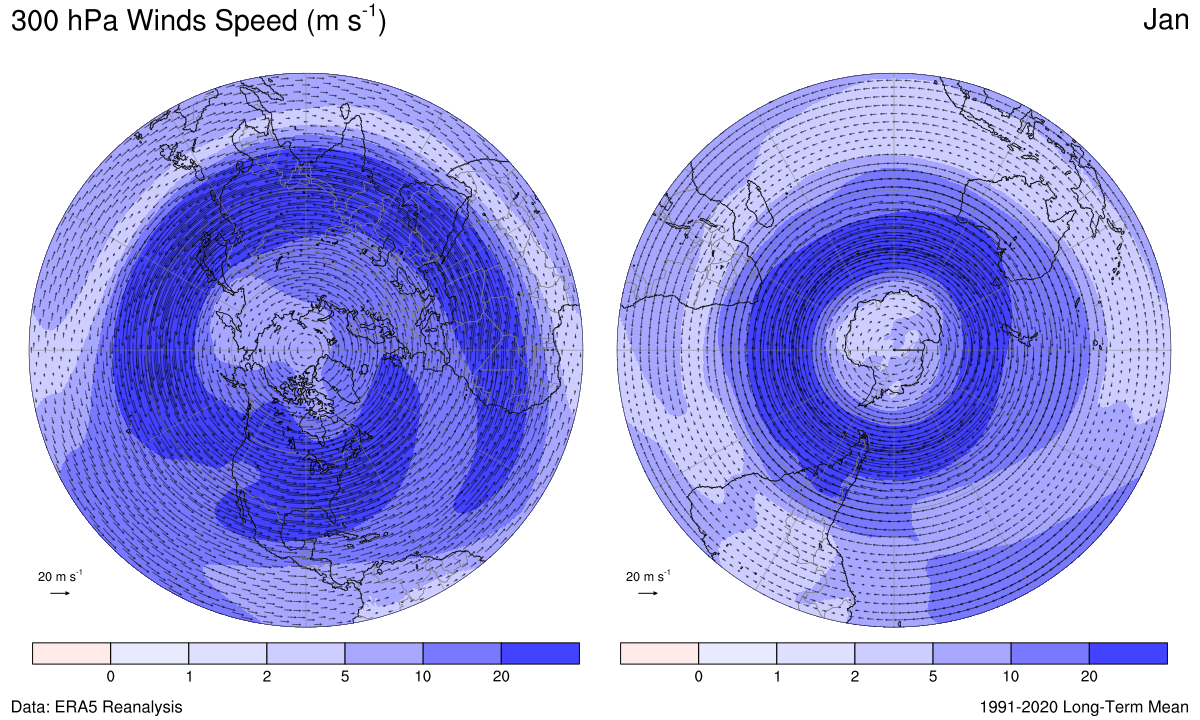 300 hPa Winds Speed (m s⁻¹) Jan
20 m s⁻¹ 20 m s⁻¹
0 1 2 5 10 20 0 1 2 5 10 20
Data: ERA5 Reanalysis 1991-2020 Long-Term Mean